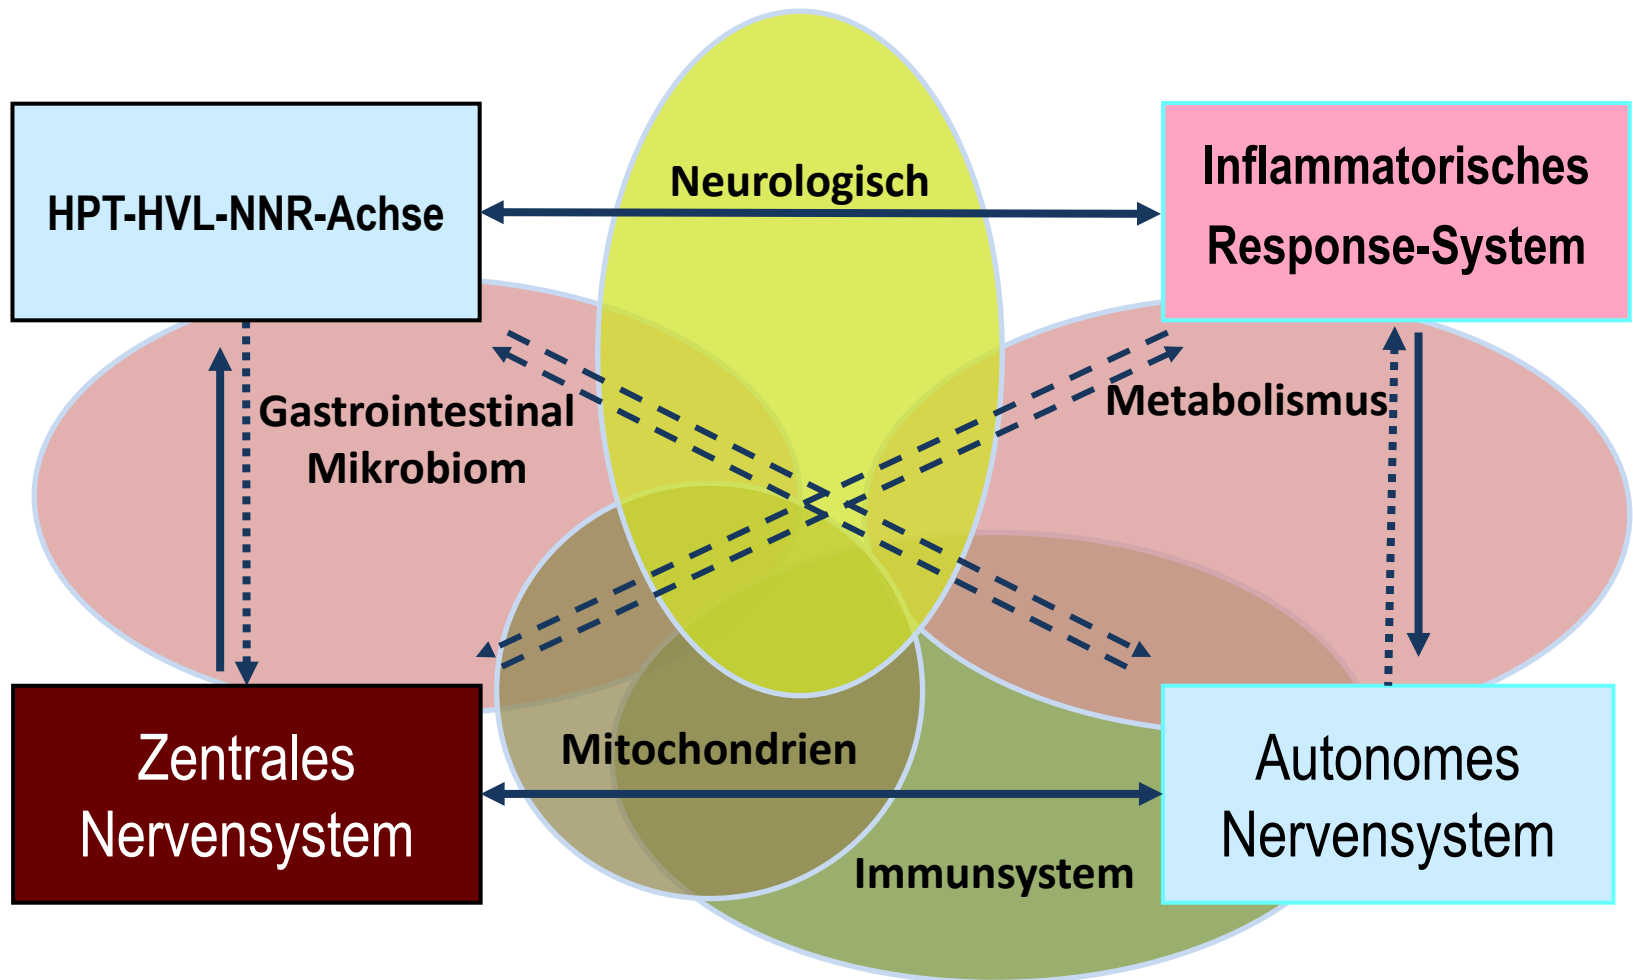 Neurologisch
HPT-HVL-NNR-Achse
Inflammatorisches
Response-System
Gastrointestinal
Mikrobiom
Metabolismus
Zentrales
Nervensystem
Mitochondrien
Autonomes
Nervensystem
Immunsystem